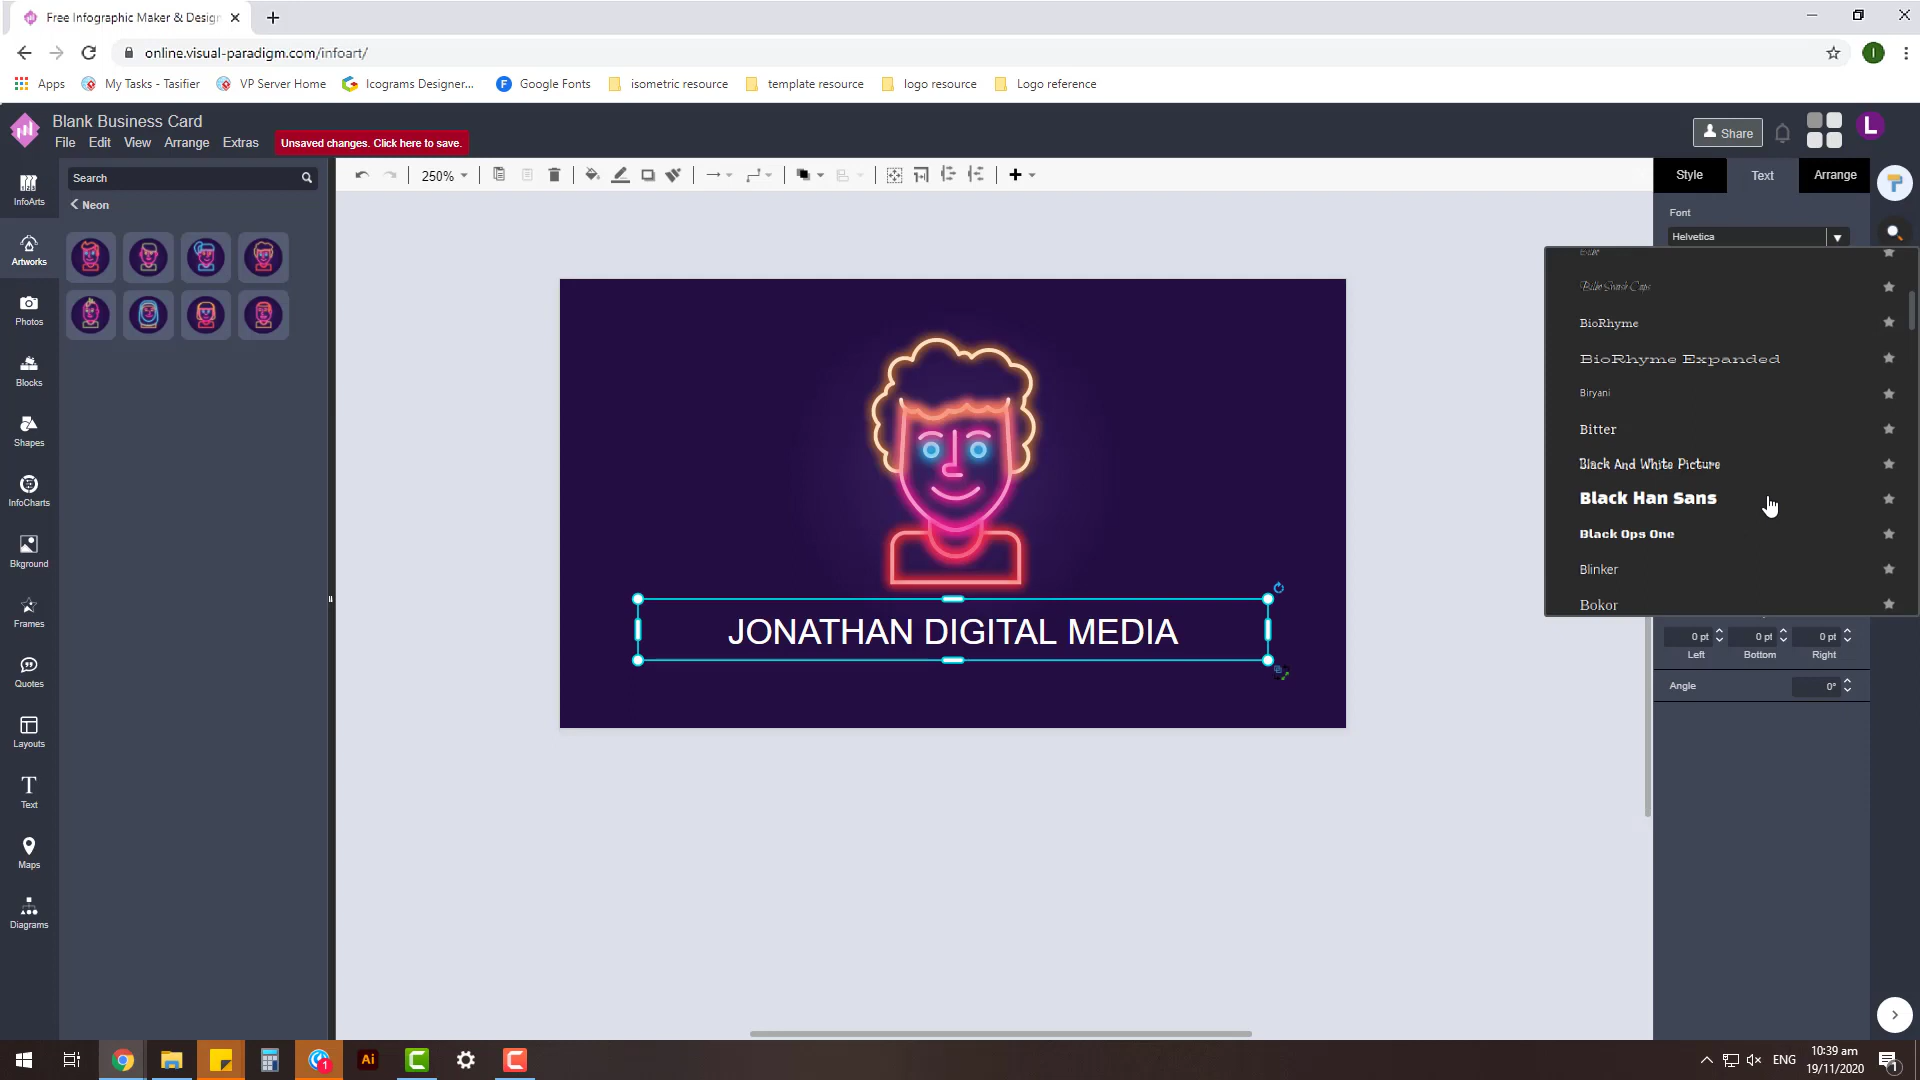 Free Infographic Maker & Design
online.visual-paradigm.com/infoart/
Apps
My Tasks - Tasifier
VP Server Home
Icograms Designer...
Google Fonts
isometric resource
template resource
logo resource
Logo reference
Blank Business Card
File Edit View Arrange Extras
Unsaved changes. Click here to save.
Share
L
Search
Neon
250%
Style
Text
Arrange
Font
Helvetica
InfoArts
Artworks
Photos
Blocks
Shapes
InfoCharts
Bkground
Frames
Quotes
Layouts
Text
Maps
Diagrams
JONATHAN DIGITAL MEDIA
BioRhyme
BioRhyme Expanded
Biryani
Bitter
Black And White Picture
Black Han Sans
Black Ops One
Blinker
Bokor
0 pt 0 pt 0 pt
Left Bottom Right
Angle 0°
Ai
1
ENG
10:39 am
19/11/2020
1